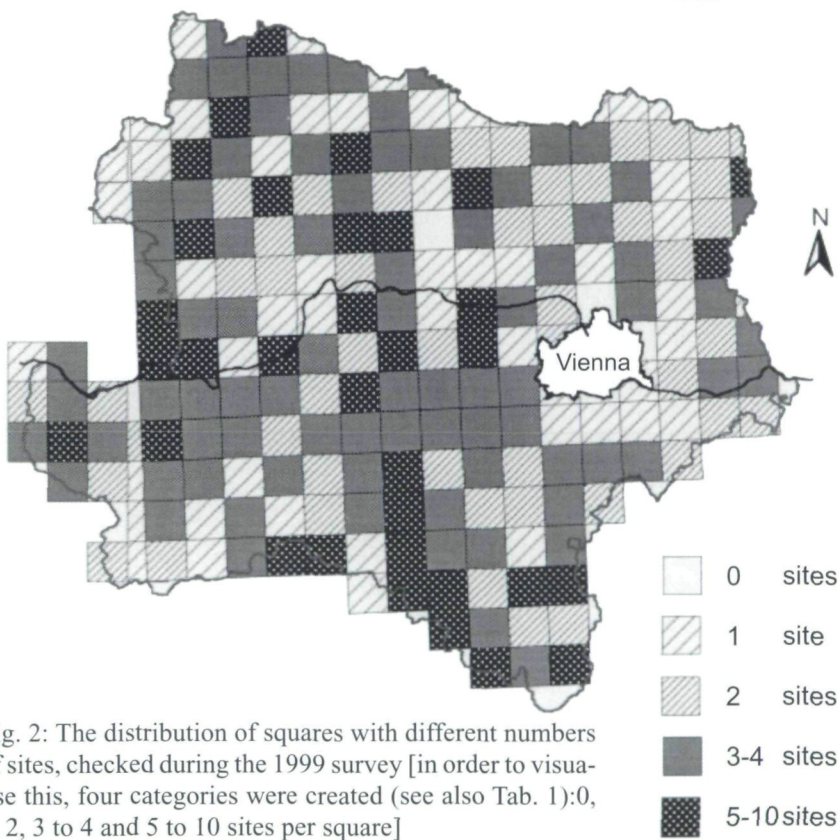 N
Vienna
0 sites
1 site
2 sites
3-4 sites
5-10 sites
g. 2: The distribution of squares with different numbers
f sites, checked during the 1999 survey [in order to visua-
se this, four categories were created (see also Tab. 1):0,
2, 3 to 4 and 5 to 10 sites per square]